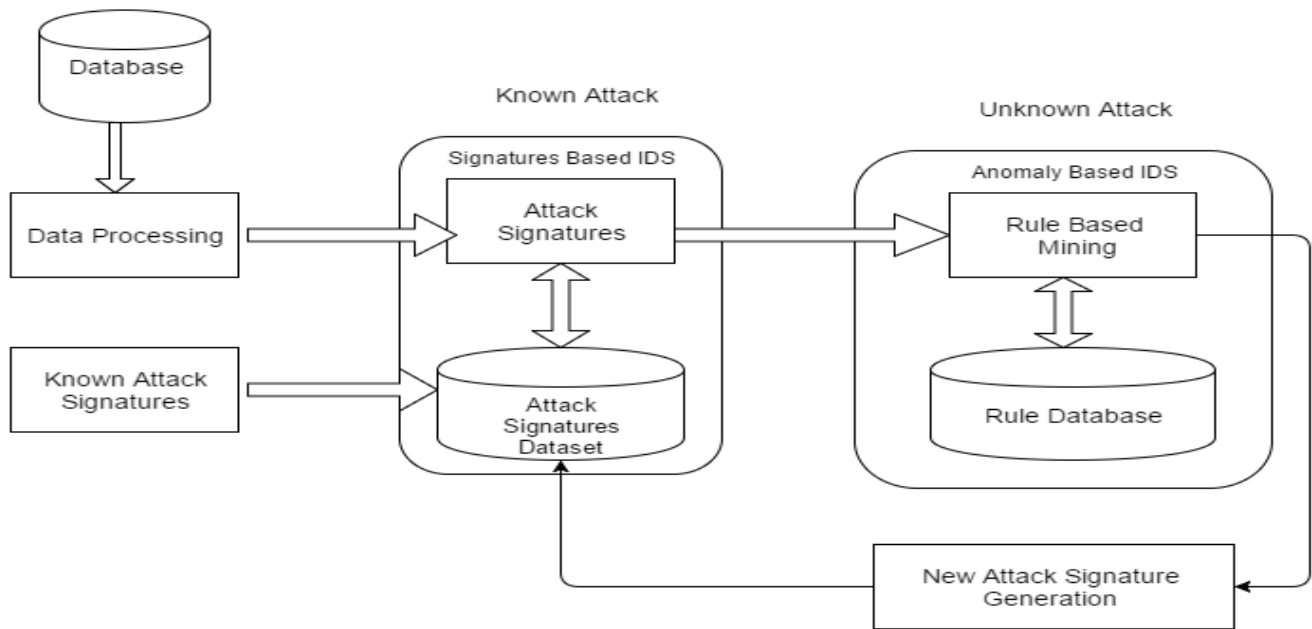 Database
Known Attack
Unknown Attack
Signatures Based IDS
Anomaly Based IDS
Data Processing
Attack
Signatures
Rule Based
Mining
Known Attack
Signatures
Attack
Signatures
Dataset
Rule Database
New Attack Signature
Generation